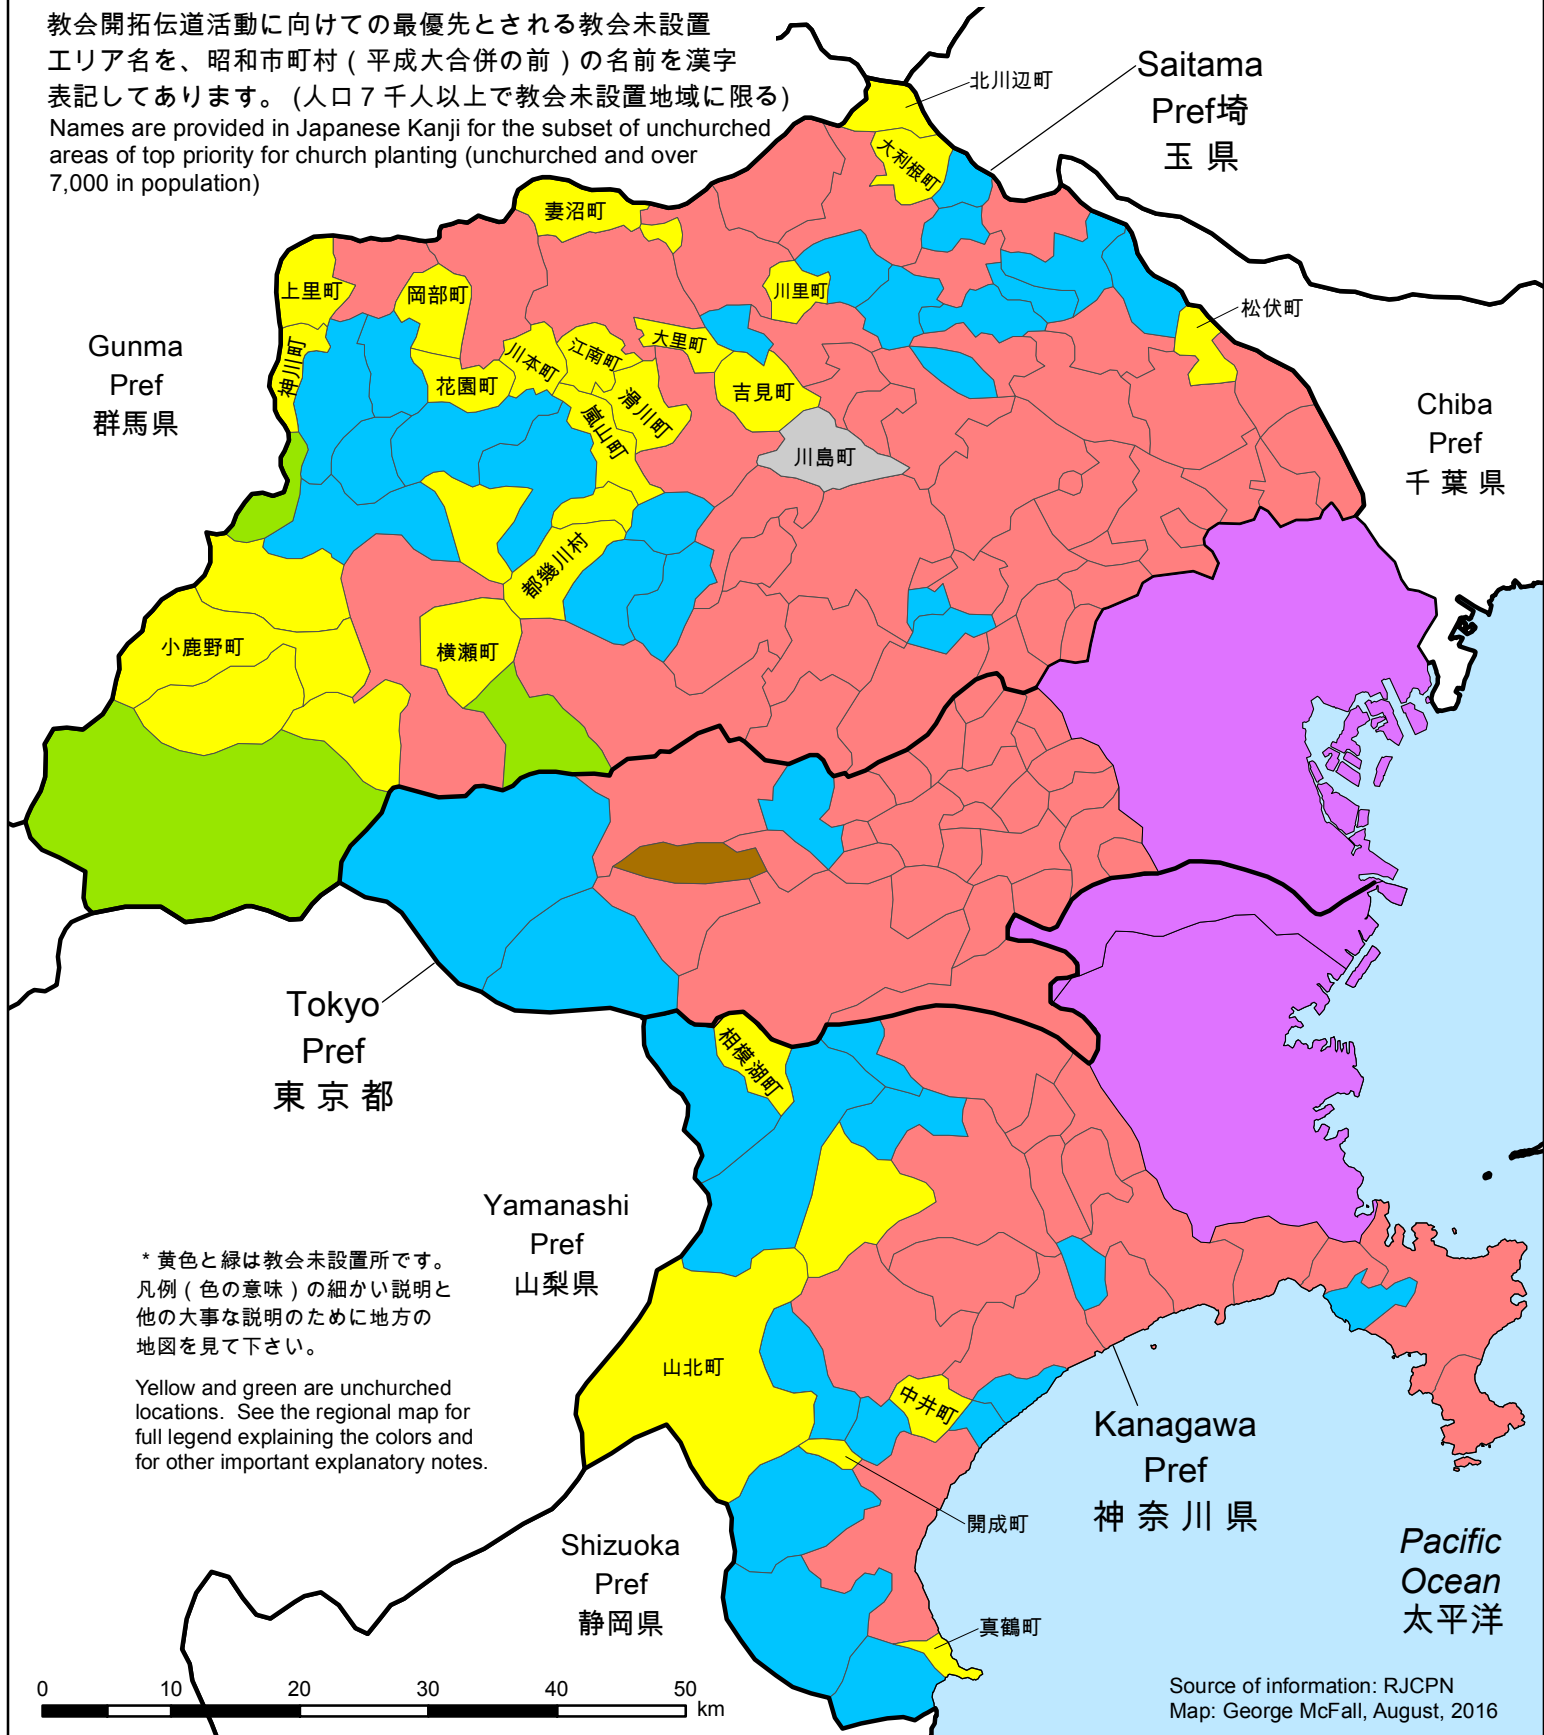 教会開拓伝道活動に向けての最優先とされる教会未設置
エリア名を、昭和市町村(平成大合併の前)の名前を漢字
表記してあります。(人口7千人以上で教会未設置地域に限る)
Names are provided in Japanese Kanji for the subset of unchurched
areas of top priority for church planting (unchurched and over
7,000 in population)
Saitama
Pref埼
玉 県
北川辺町
大利根町
妻沼町
上里町
岡部町
川里町
松伏町
神川町
花園町
川本町
江南町
大里町
滑川町
嵐山町
吉見町
川島町
都幾川村
小鹿野町
横瀬町
Gunma
Pref
群馬県
Chiba
Pref
千 葉 県
Tokyo
Pref
東 京 都
相模湖町
Yamanashi
Pref
山梨県
* 黄色と緑は教会未設置所です。
凡例(色の意味)の細かい説明と
他の大事な説明のために地方の
地図を見て下さい。
Yellow and green are unchurched
locations. See the regional map for
full legend explaining the colors and
for other important explanatory notes.
山北町
中井町
開成町
真鶴町
Kanagawa
Pref
神 奈 川 県
Shizuoka
Pref
静岡県
Pacific
Ocean
太平洋
0 10 20 30 40 50
km
Source of information: RJCPN
Map: George McFall, August, 2016